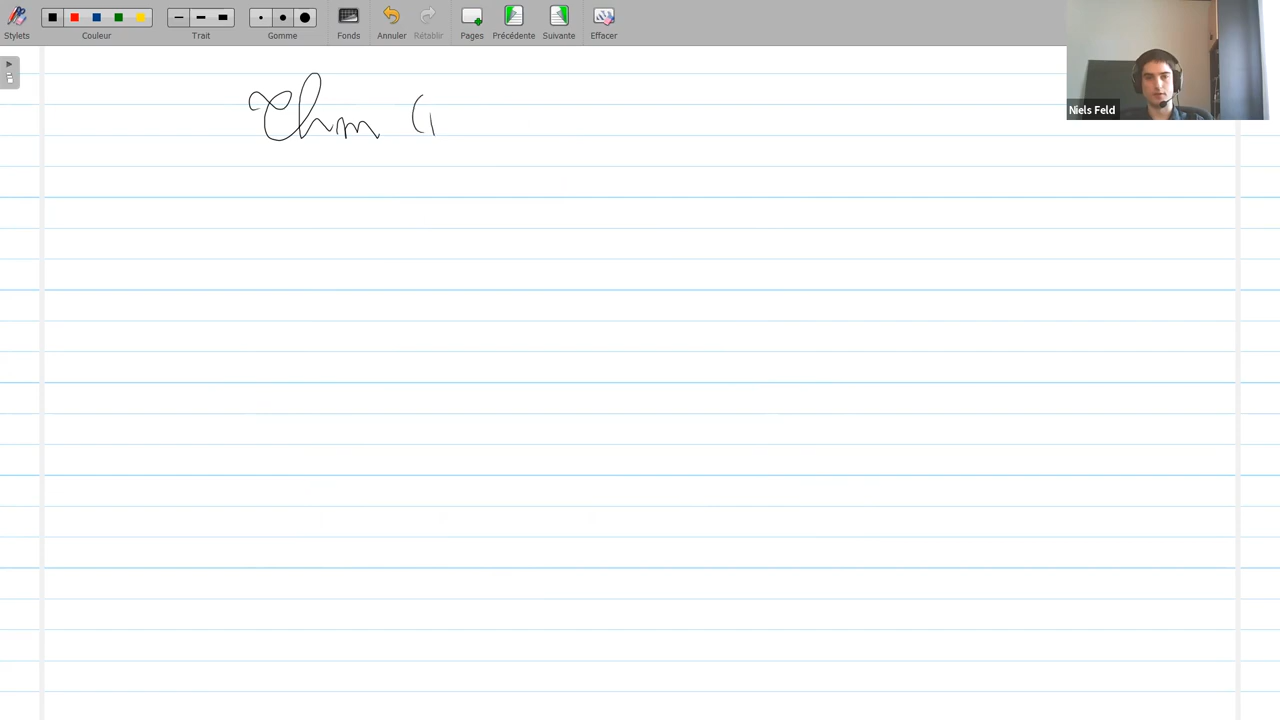 Stylets Couleur Trait Gomme Fonds Annuler Rétablir Pages Précédente Suivante Effacer
Niels Feld
Thm (